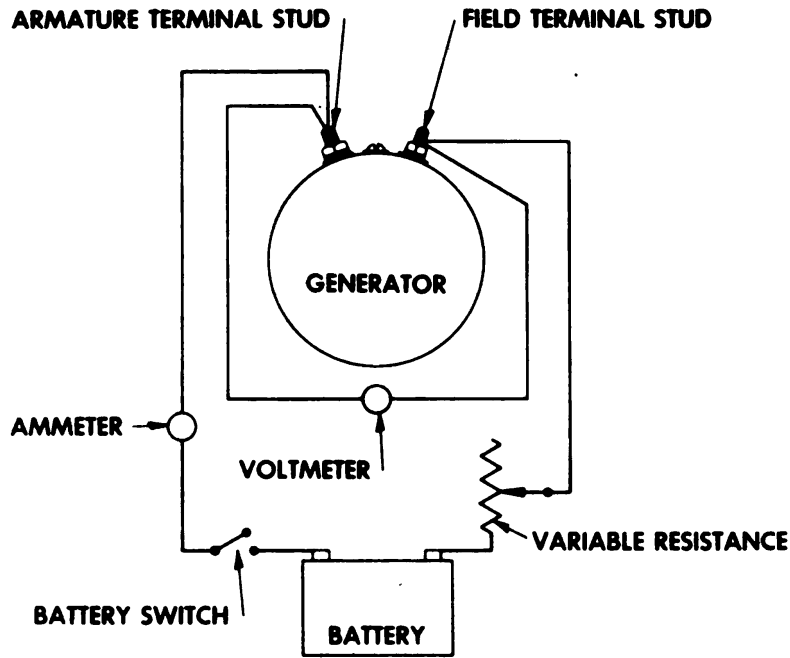 ARMATURE TERMINAL STUD
FIELD TERMINAL STUD
GENERATOR
AMMETER
VOLTMETER
VARIABLE RESISTANCE
BATTERY SWITCH
BATTERY